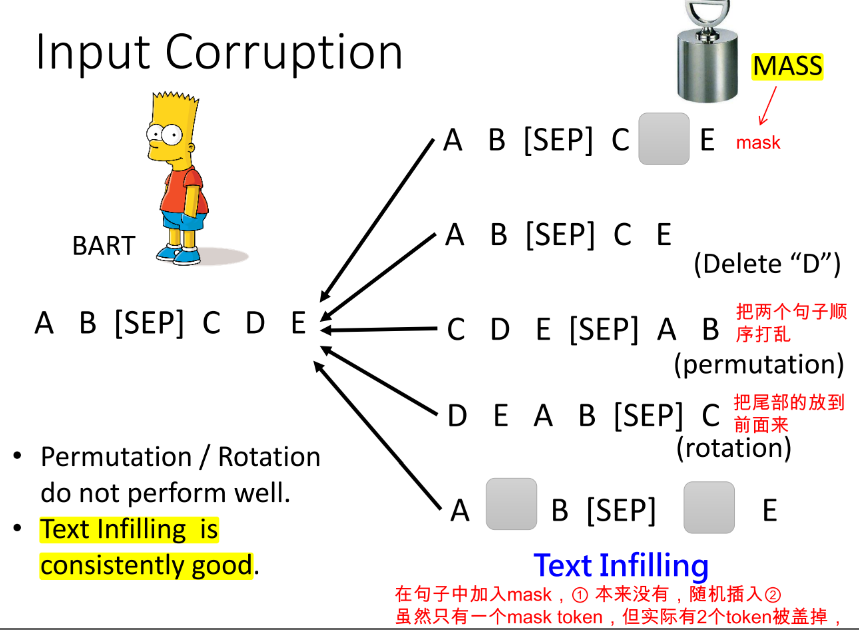 Input Corruption
MASS
A B [SEP] C E
mask
A B [SEP] C E
(Delete “D”)
BART
A B [SEP] C D E
C D E [SEP] A B
把两个句子顺
序打乱
(permutation)
D E A B [SEP] C
把尾部的放到
前面来
(rotation)
• Permutation / Rotation
do not perform well.
• Text Infilling is
consistently good.
A B [SEP] E
Text Infilling
在句子中加入mask，① 本来没有，随机插入②
虽然只有一个mask token，但实际有2个token被盖掉，